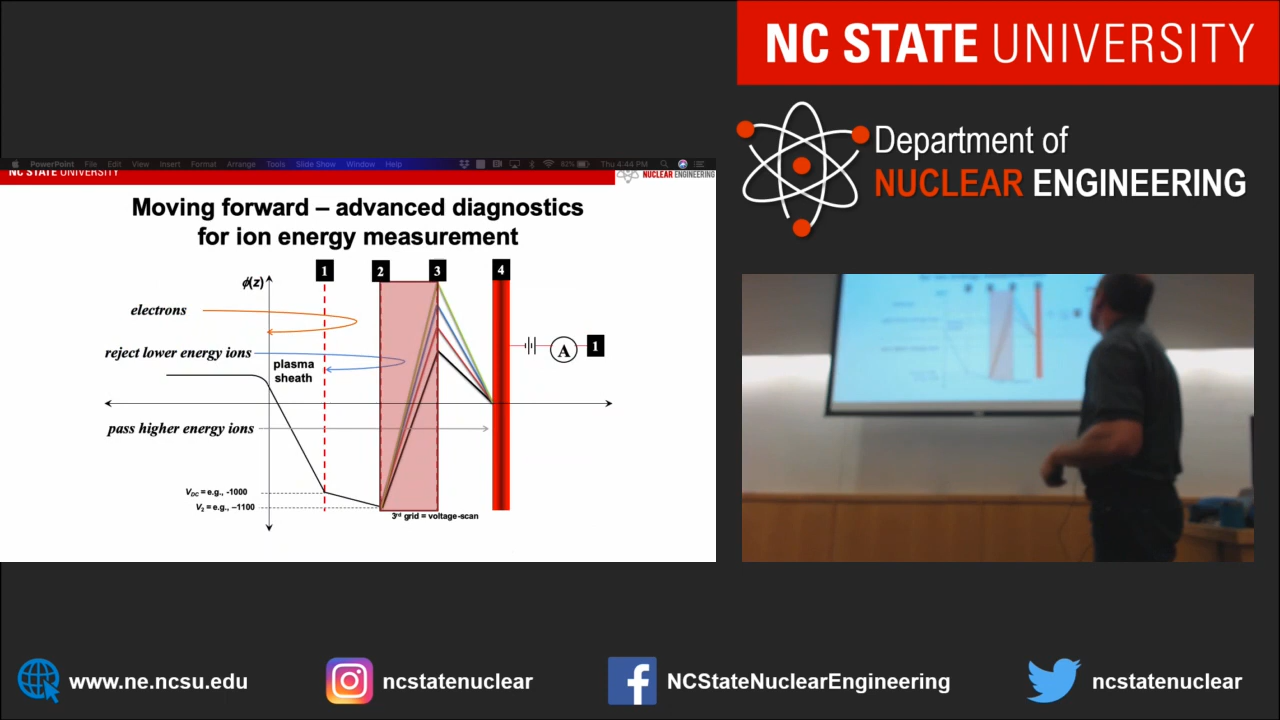 NC STATE UNIVERSITY
Department of
NUCLEAR ENGINEERING
PowerPoint File Edit View Insert Format Arrange Tools Slide Show Window Help 82% Thu 4:44 PM
NC STATE UNIVERSITY
NUCLEAR ENGINEERING
Moving forward – advanced diagnostics
for ion energy measurement
1 2 3 4
ϕ(z)
electrons
reject lower energy ions
plasma
sheath
A 1
pass higher energy ions
V_DC = e.g., -1000
V_2 = e.g., –1100
3rd grid = voltage-scan
www.ne.ncsu.edu
ncstatenuclear
NCStateNuclearEngineering
ncstatenuclear